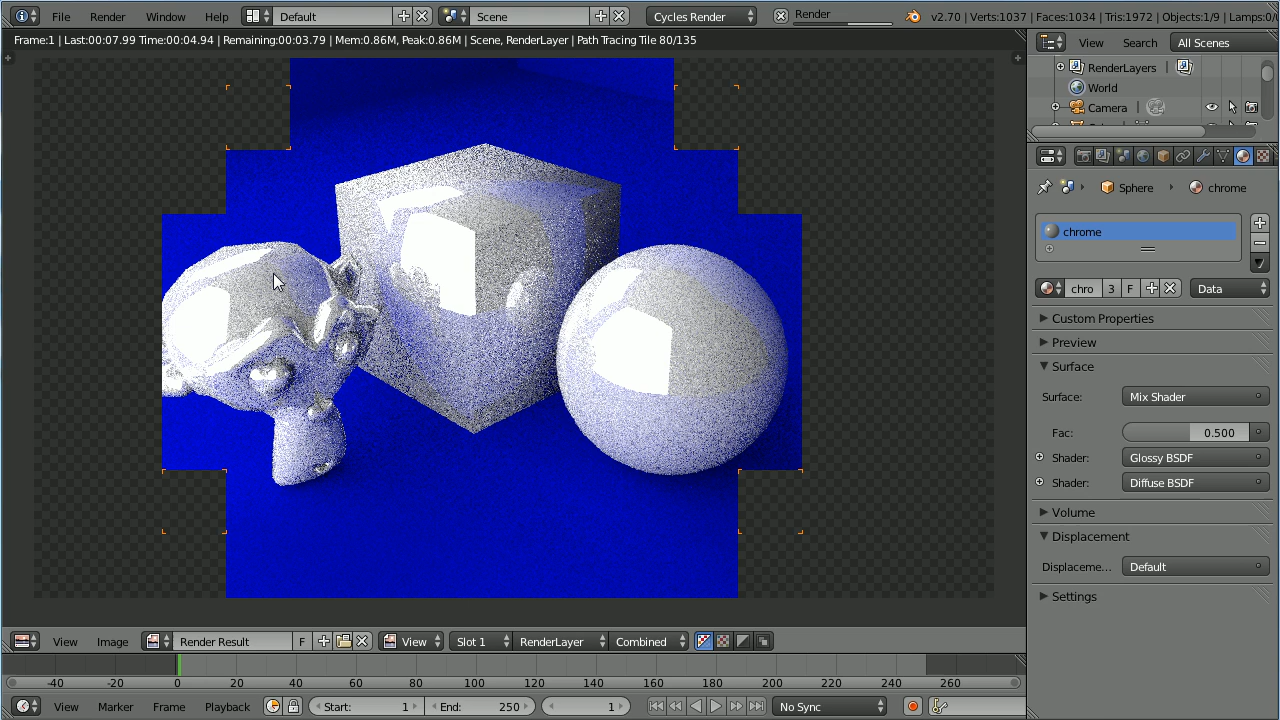 File Render Window Help Default Scene Cycles Render Render v2.70 | Verts:1037 | Faces:1034 | Tris:1972 | Objects:1/9 | Lamps:0/
Frame:1 | Last:00:07.99 Time:00:04.94 | Remaining:00:03.79 | Mem:0.86M, Peak:0.86M | Scene, RenderLayer | Path Tracing Tile 80/135
View Search All Scenes
RenderLayers |
World
Camera |
Sphere chrome
chrome
chro 3 F Data
Custom Properties
Preview
Surface
Surface: Mix Shader
Fac: 0.500
Shader: Glossy BSDF
Shader: Diffuse BSDF
Volume
Displacement
Displaceme... Default
Settings
View Image Render Result F View Slot 1 RenderLayer Combined
-40 -20 0 20 40 60 80 100 120 140 160 180 200 220 240 260
View Marker Frame Playback Start: 1 End: 250 1 No Sync